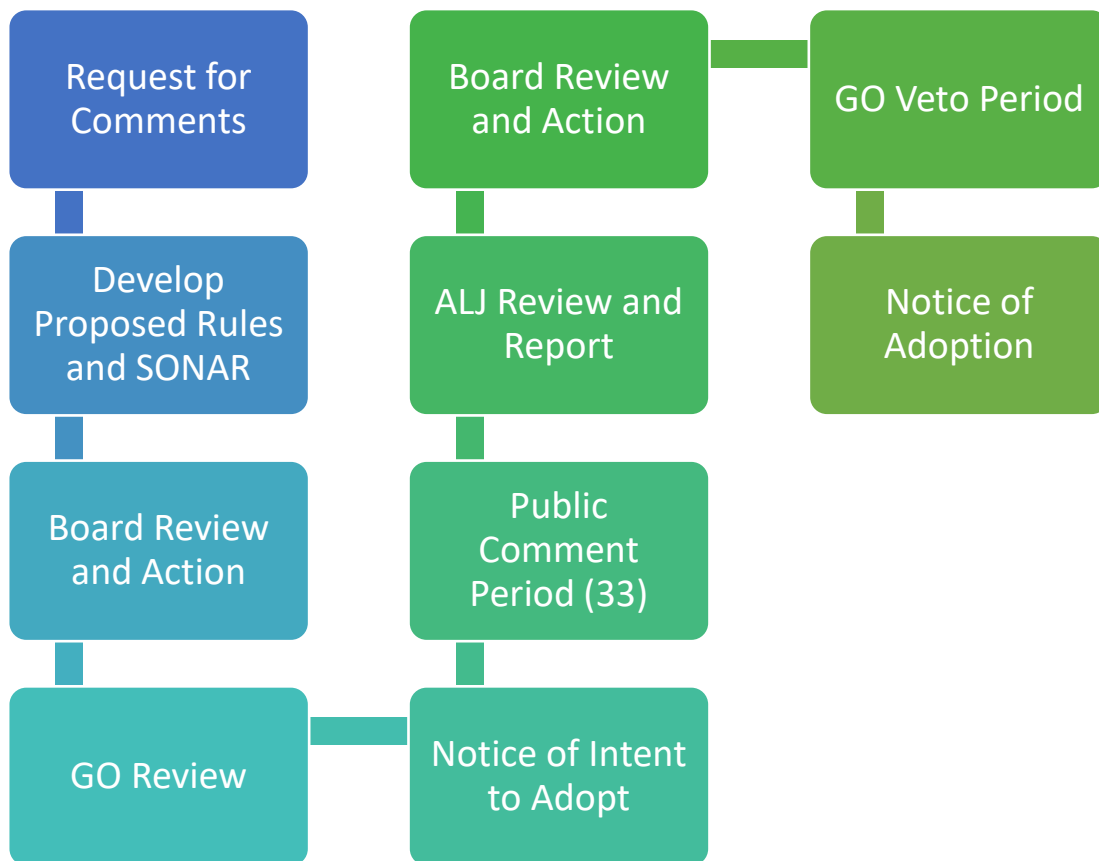 Request for
Comments
Develop
Proposed Rules
and SONAR
Board Review
and Action
GO Review
Notice of Intent
to Adopt
Public
Comment
Period (33)
ALJ Review and
Report
Board Review
and Action
GO Veto Period
Notice of
Adoption